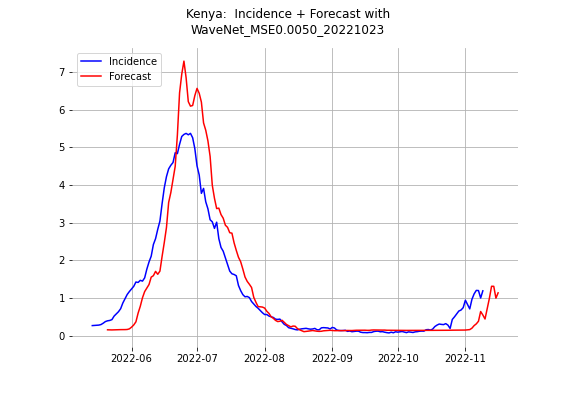 Kenya:  Incidence + Forecast with
WaveNet_MSE0.0050_20221023
Incidence
Forecast
7
6
5
4
3
2
1
0
2022-06 2022-07 2022-08 2022-09 2022-10 2022-11